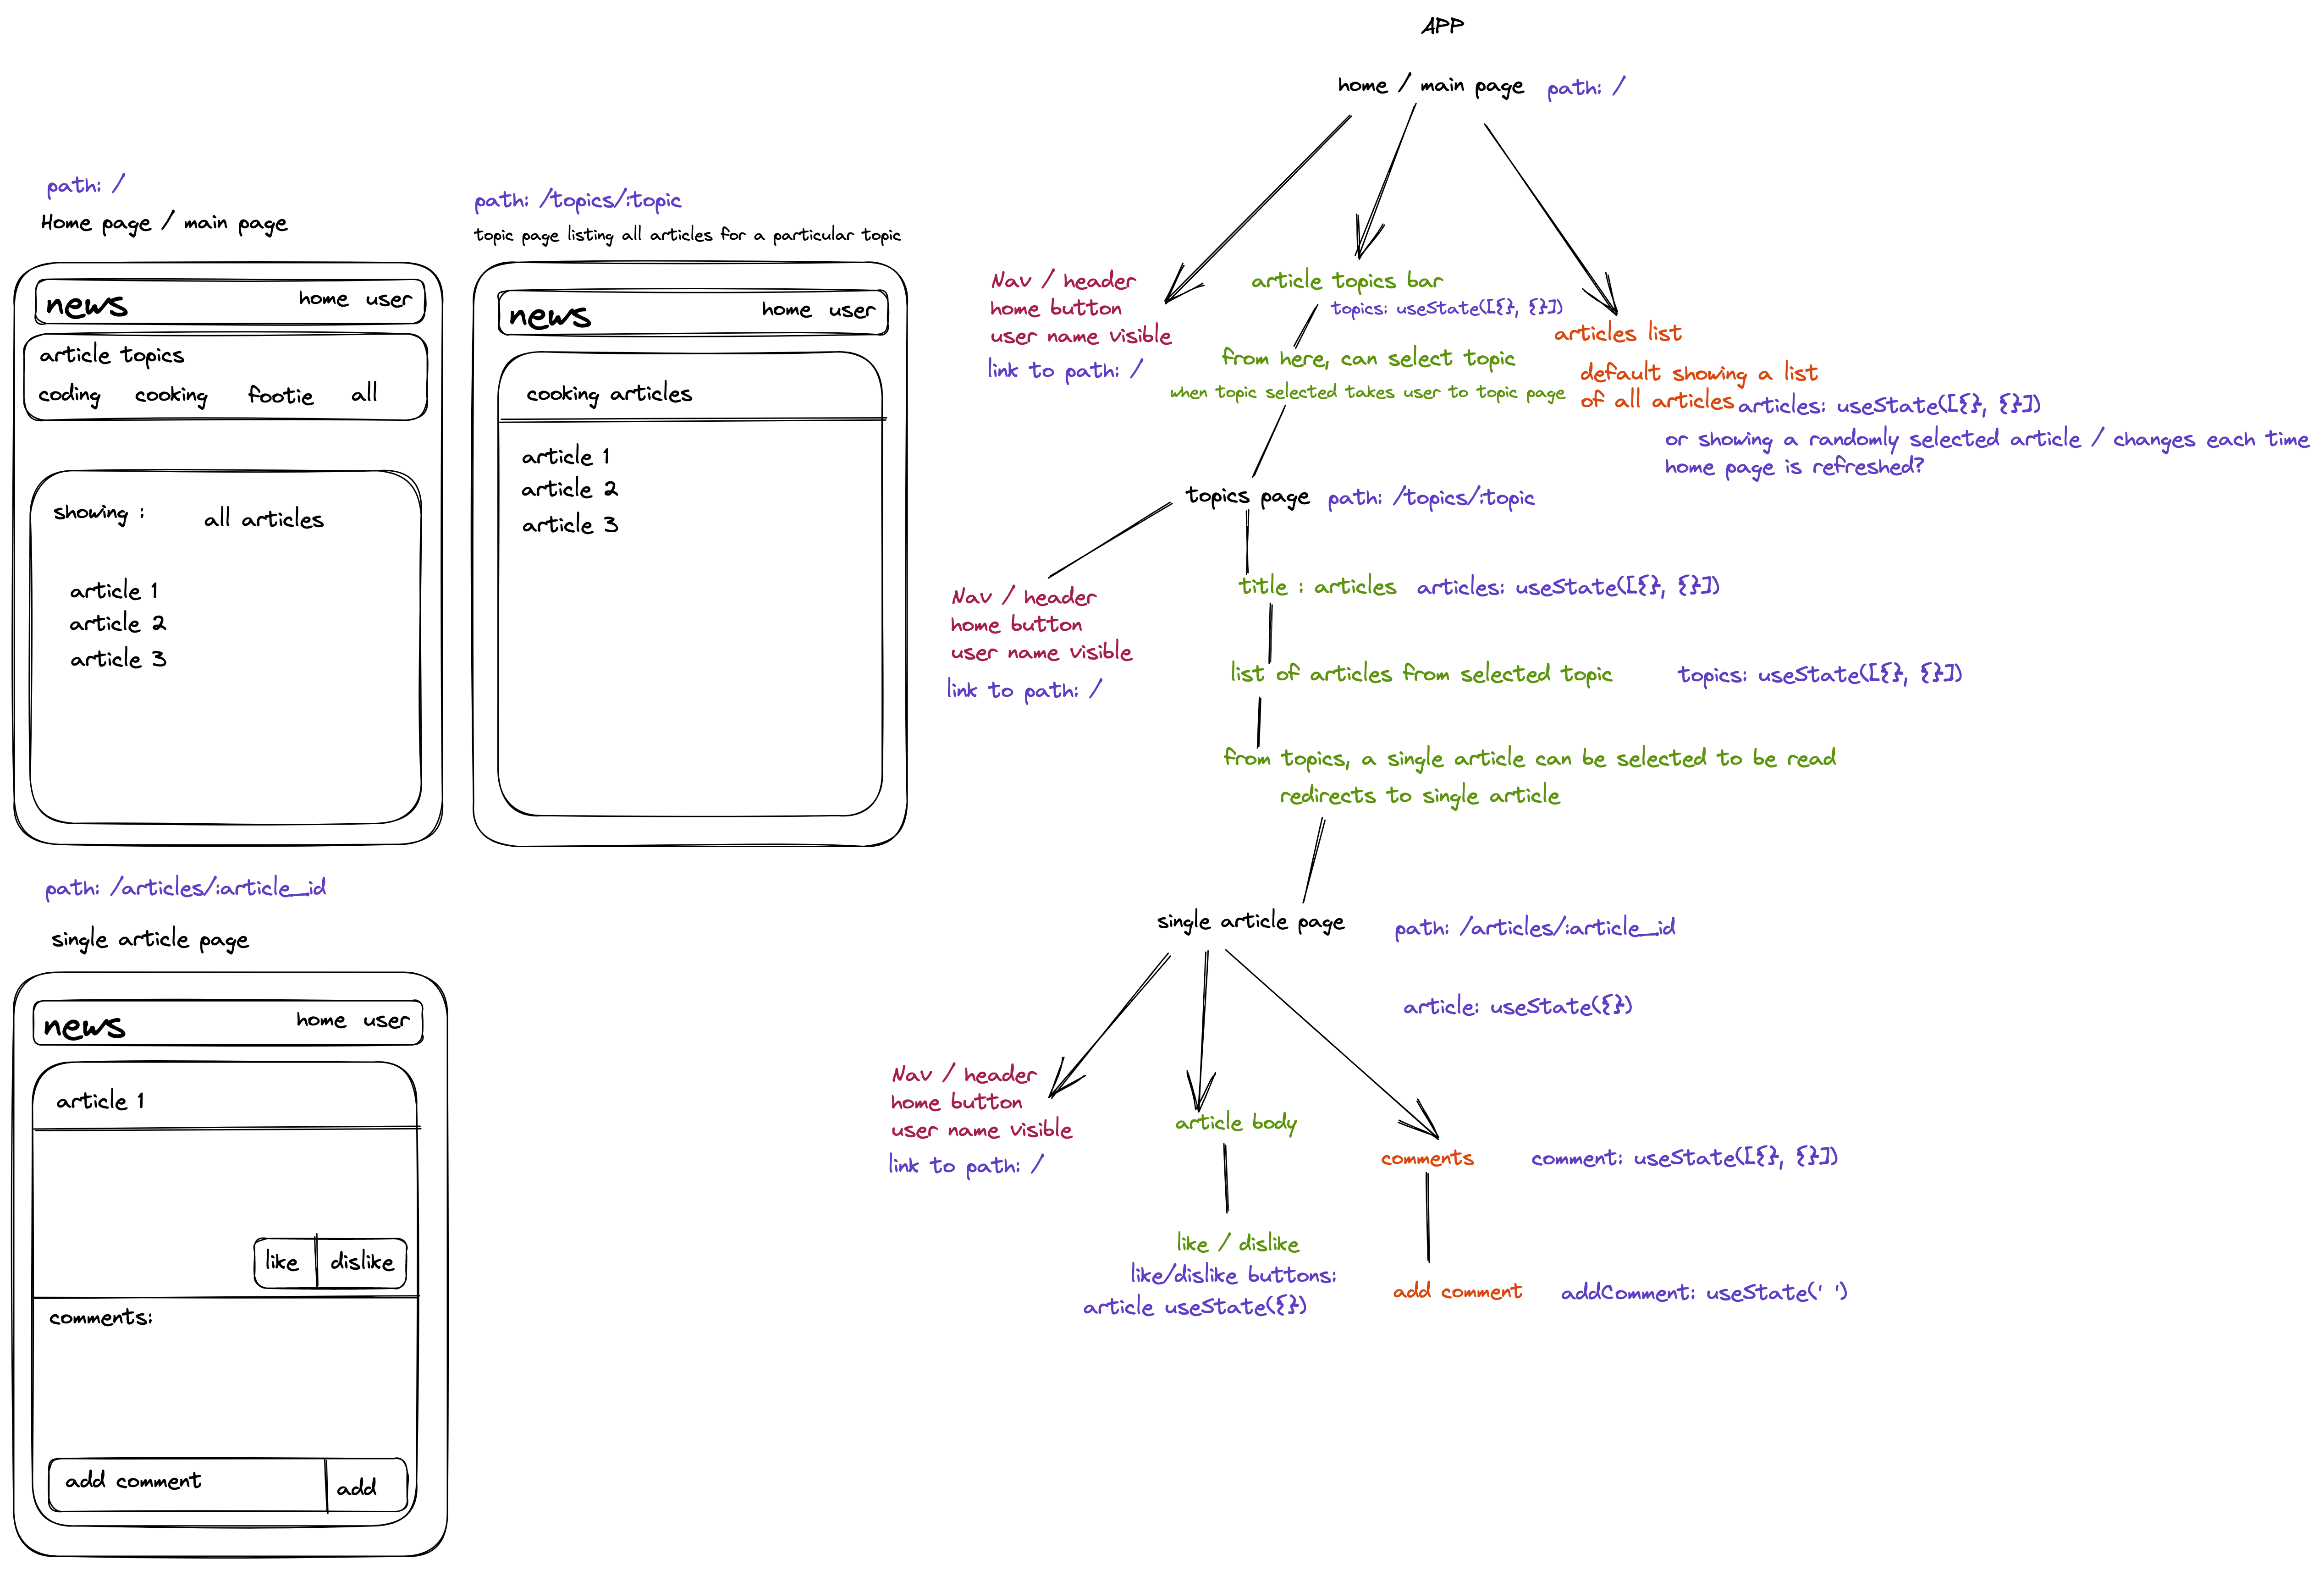 path: /
Home page / main page
news
home user
article topics
coding cooking footie all
showing : all articles
article 1
article 2
article 3
path: /topics/:topic
topic page listing all articles for a particular topic
news
home user
cooking articles
article 1
article 2
article 3
path: /articles/:article_id
single article page
news
home user
article 1
like dislike
comments:
add comment add
APP
home / main page path: /
Nav / header
home button
user name visible
link to path: /
article topics bar
topics: useState([{}, {}])
from here, can select topic
when topic selected takes user to topic page
articles list
default showing a list
of all articles articles: useState([{}, {}])
or showing a randomly selected article / changes each time
home page is refreshed?
topics page path: /topics/:topic
Nav / header
home button
user name visible
link to path: /
title : articles articles: useState([{}, {}])
list of articles from selected topic topics: useState([{}, {}])
from topics, a single article can be selected to be read
redirects to single article
single article page path: /articles/:article_id
article: useState({})
Nav / header
home button
user name visible
link to path: /
article body
like / dislike
like/dislike buttons:
article useState({})
comments comment: useState([{}, {}])
add comment addComment: useState(' ')